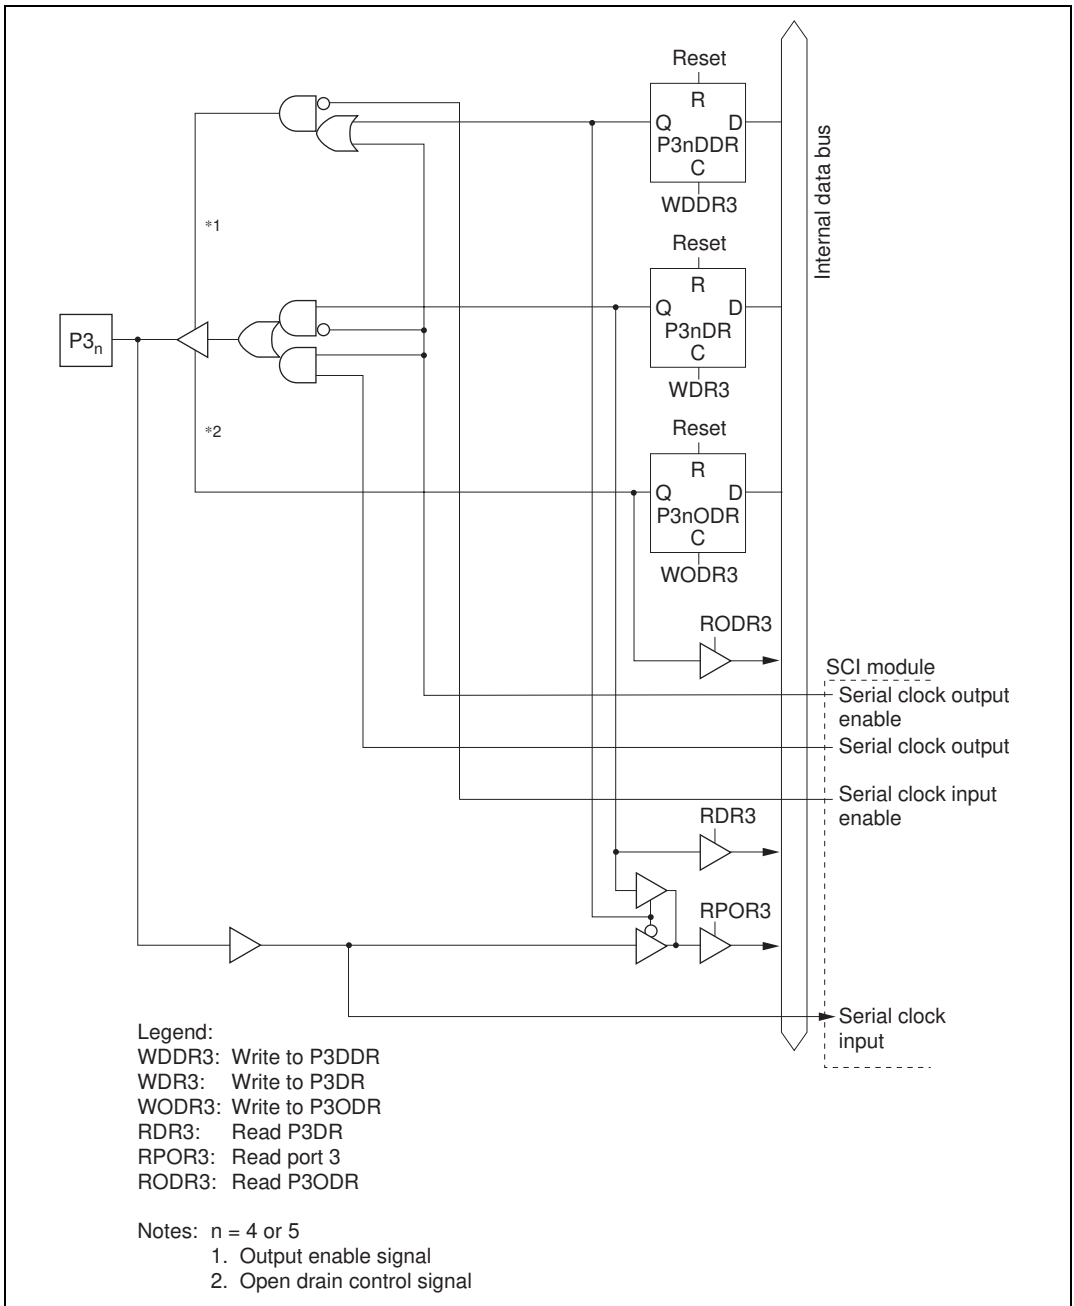 Reset
R
Q D
P3nDDR
C
WDDR3
Internal data bus
*1
Reset
R
Q D
P3nDR
C
WDR3
P3n
*2
Reset
R
Q D
P3nODR
C
WODR3
RODR3
SCI module
Serial clock output
enable
Serial clock output
Serial clock input
enable
RDR3
RPOR3
Serial clock
input
Legend:
WDDR3: Write to P3DDR
WDR3: Write to P3DR
WODR3: Write to P3ODR
RDR3: Read P3DR
RPOR3: Read port 3
RODR3: Read P3ODR
Notes: n = 4 or 5
1. Output enable signal
2. Open drain control signal